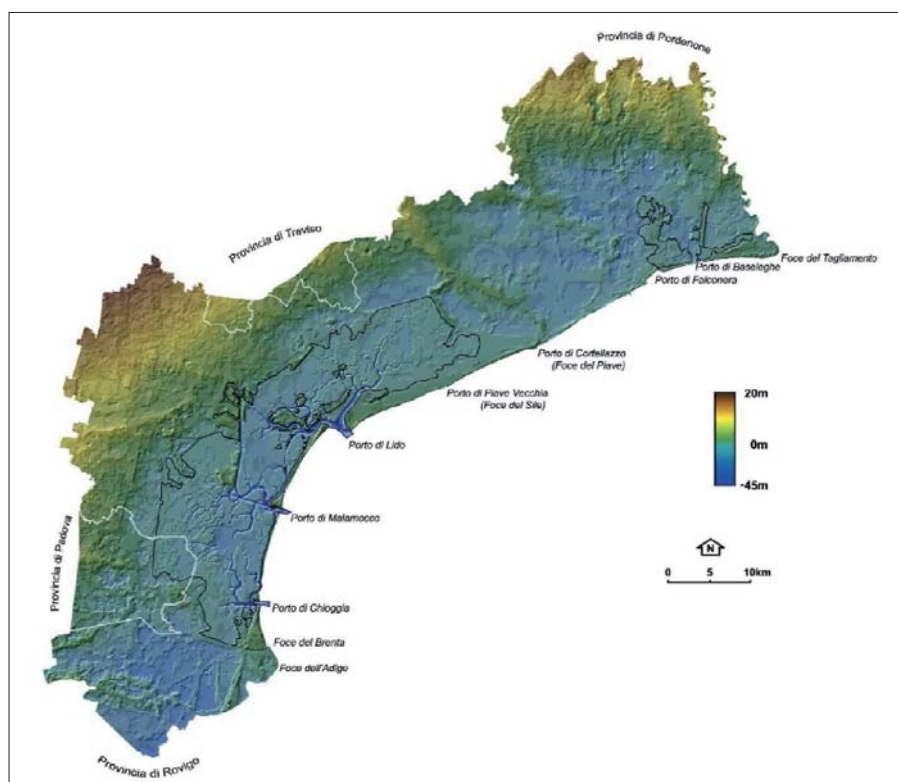 Provincia di Pordenone
Provincia di Treviso
Foce del Tagliamento
Porto di Baseleghe
Porto di Falconera
Porto di Cortellazzo
(Foce del Piave)
Porto di Piave Vecchia
(Foce del Sile)
20m
0m
-45m
Porto di Lido
Porto di Malamocco
N
0 5 10km
Provincia di Padova
Porto di Chioggia
Foce del Brenta
Foce dell'Adige
Provincia di Rovigo